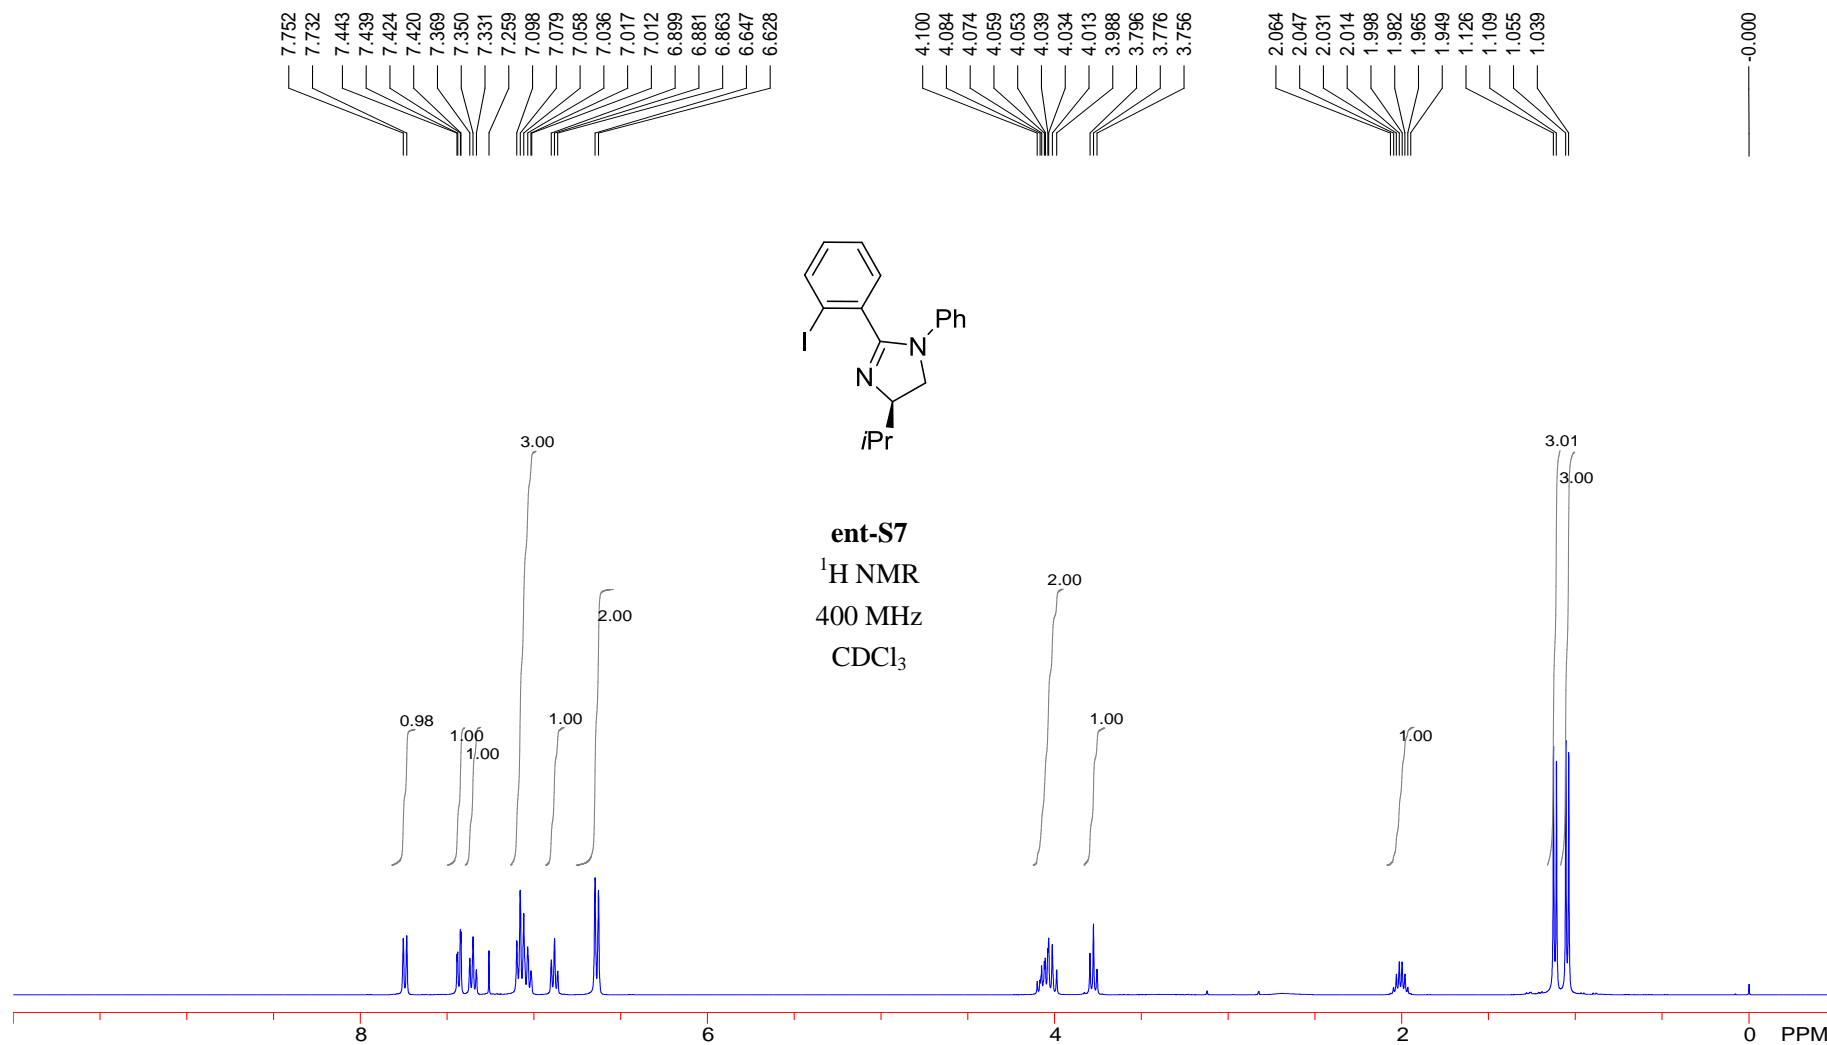 7.752 7.732 7.443 7.439 7.424 7.420 7.369 7.350 7.331 7.259 7.098 7.079 7.058 7.036 7.017 7.012 6.899 6.881 6.863 6.647 6.628 4.100 4.084 4.074 4.059 4.053 4.039 4.034 4.013 3.988 3.796 3.776 3.756 2.064 2.047 2.031 2.014 1.998 1.982 1.965 1.949 1.126 1.109 1.055 1.039 -0.000
Ph
I
N
N
iPr
3.00
3.01
3.00
ent-S7
¹H NMR
2.00
400 MHz
2.00
CDCl₃
0.98
1.00
1.00
1.00
1.00
1.00
8 6 4 2 0 PPM